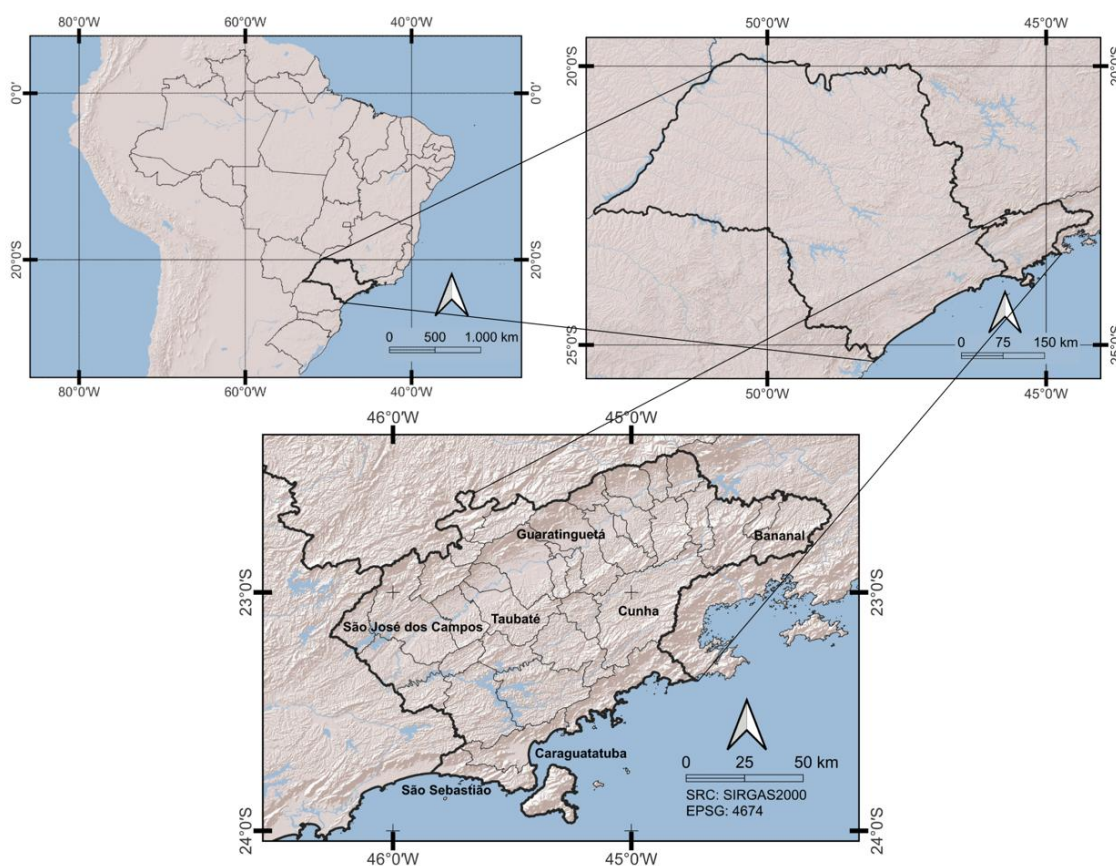 80°0'W 60°0'W 40°0'W
0°0'
20°0'S
0°0'
20°0'S
0 500 1.000 km
80°0'W 60°0'W 40°0'W
50°0'W 45°0'W
20°0'S
25°0'S
20°0'S
25°0'S
0 75 150 km
50°0'W 45°0'W
46°0'W 45°0'W
23°0'S
24°0'S
23°0'S
24°0'S
Guaratinguetá
Bananal
Cunha
Taubaté
São José dos Campos
Caraguatatuba
São Sebastião
0 25 50 km
SRC: SIRGAS2000
EPSG: 4674
46°0'W 45°0'W